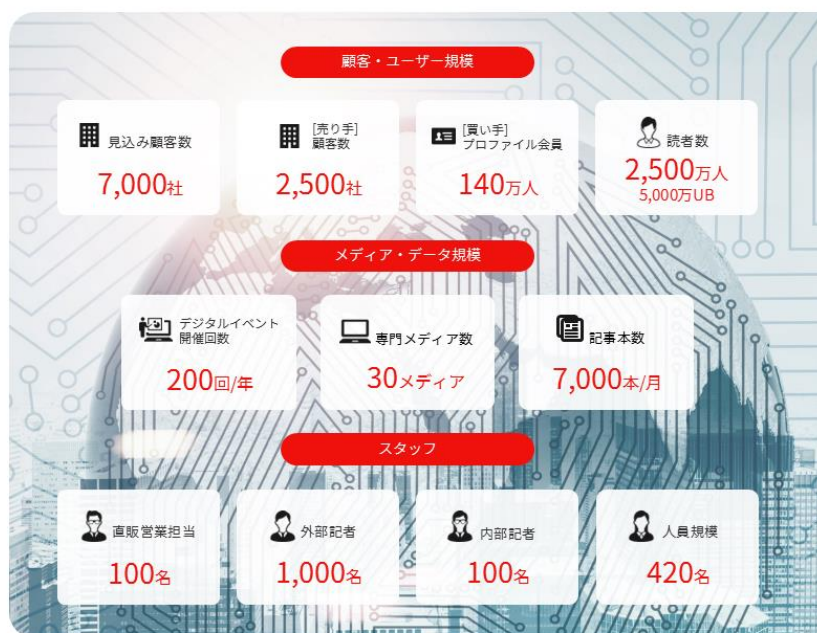 顧客・ユーザー規模
見込み顧客数
7,000社
[売り手]
顧客数
2,500社
[買い手]
プロファイル会員
140万人
読者数
2,500万人
5,000万UB
メディア・データ規模
デジタルイベント
開催回数
200回/年
専門メディア数
30メディア
記事本数
7,000本/月
スタッフ
直販営業担当
100名
外部記者
1,000名
内部記者
100名
人員規模
420名